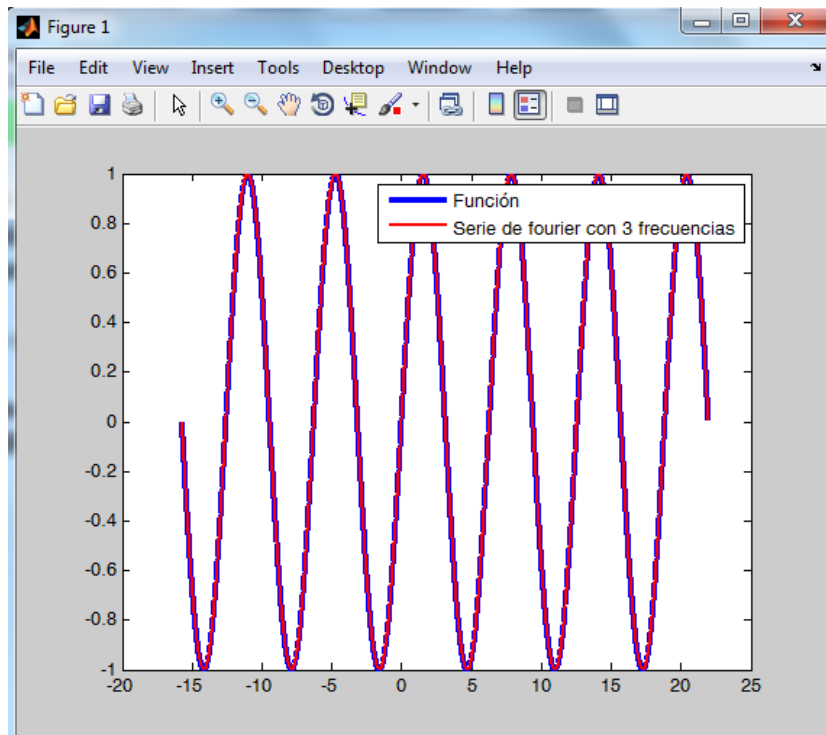 Figure 1
File Edit View Insert Tools Desktop Window Help
Función
Serie de fourier con 3 frecuencias
1
0.8
0.6
0.4
0.2
0
-0.2
-0.4
-0.6
-0.8
-1
-20 -15 -10 -5 0 5 10 15 20 25